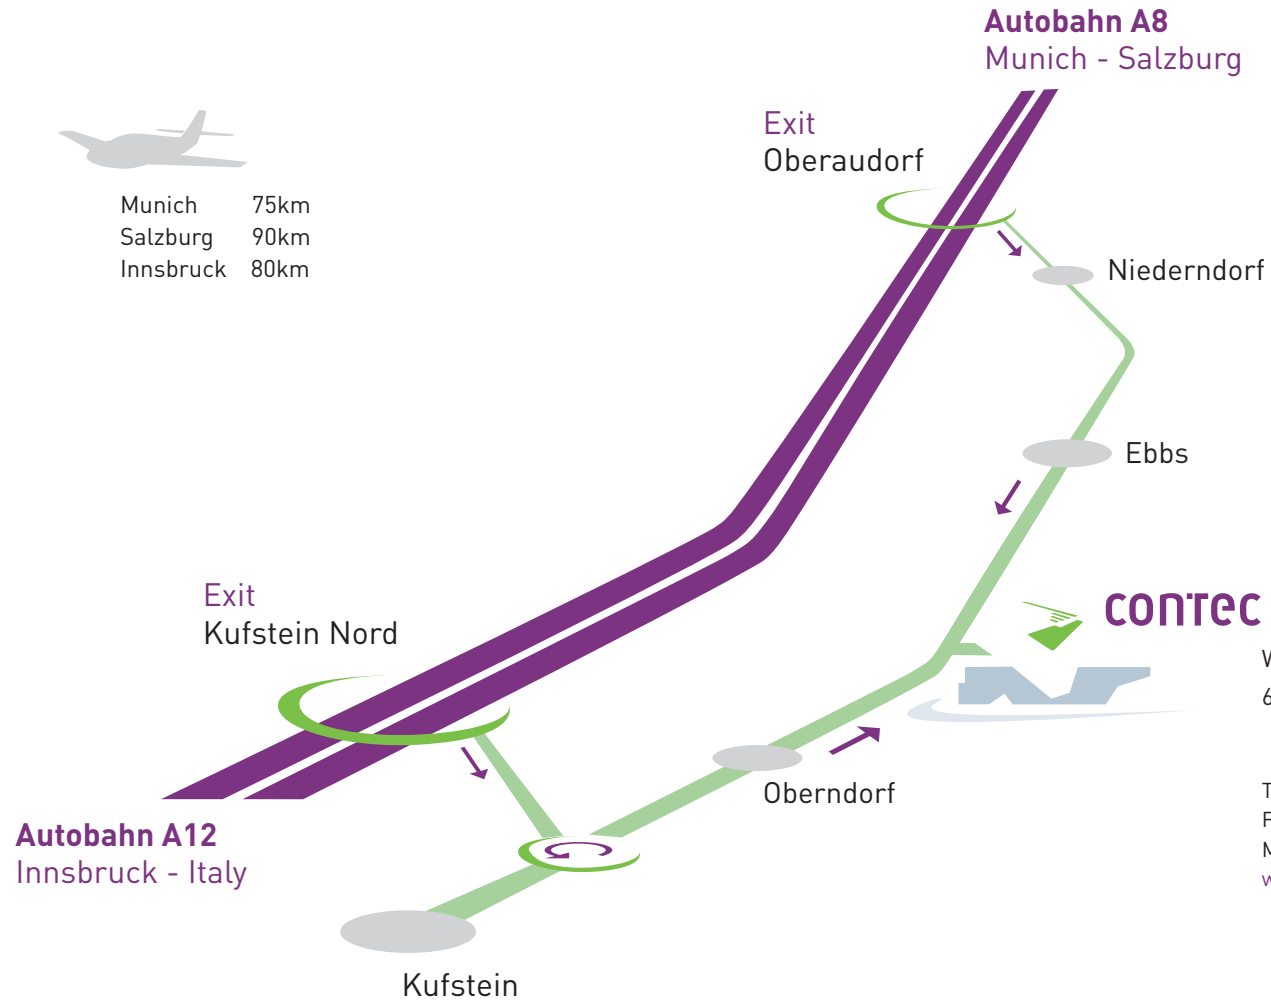 Autobahn A8
Munich - Salzburg
Exit
Oberaudorf
Munich 75km
Salzburg 90km
Innsbruck 80km
Niederndorf
Ebbs
contec
Exit
Kufstein Nord
Oberndorf
Autobahn A12
Innsbruck - Italy
Kufstein